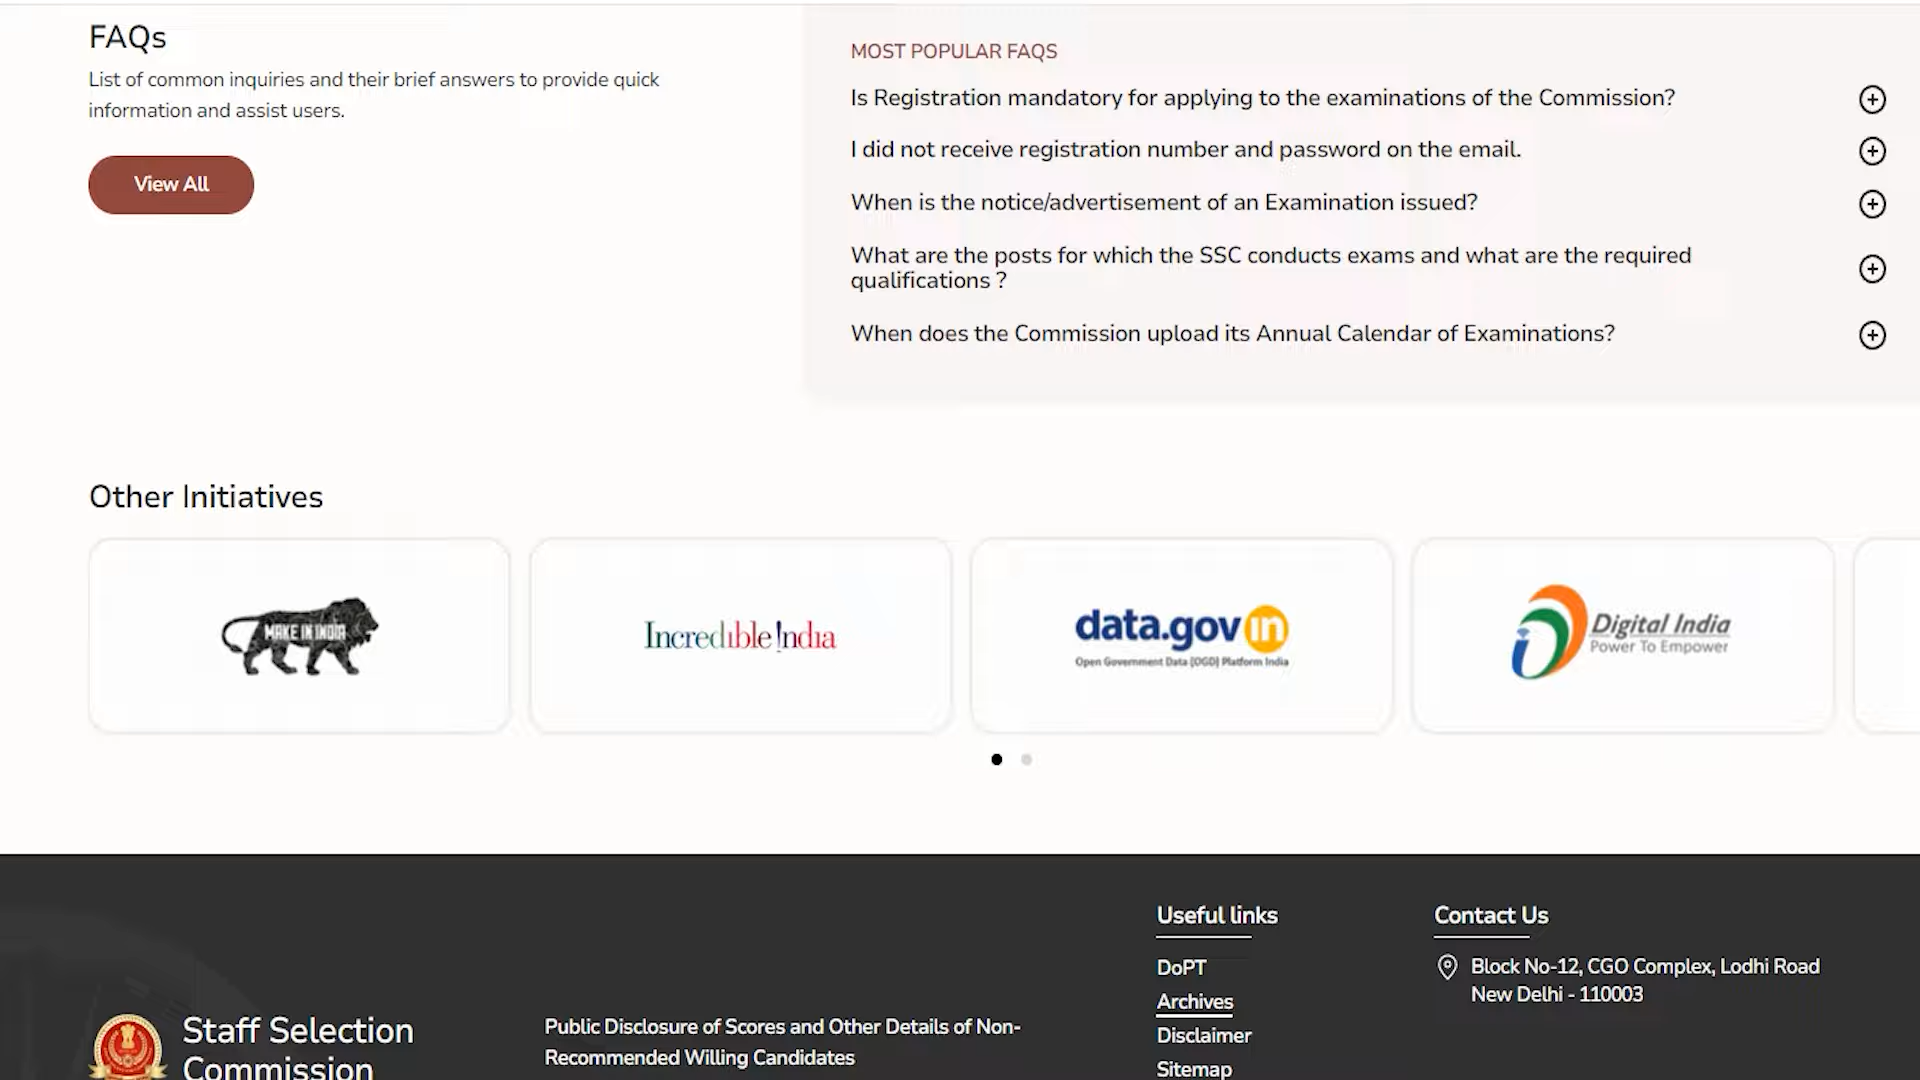 FAQs
List of common inquiries and their brief answers to provide quick
information and assist users.
View All
MOST POPULAR FAQS
Is Registration mandatory for applying to the examinations of the Commission?
I did not receive registration number and password on the email.
When is the notice/advertisement of an Examination issued?
What are the posts for which the SSC conducts exams and what are the required
qualifications ?
When does the Commission upload its Annual Calendar of Examinations?
Other Initiatives
MAKE IN INDIA
Incredible !ndia
data.gov in
Open Government Data (OGD) Platform India
Digital India
Power To Empower
Staff Selection
Commission
Public Disclosure of Scores and Other Details of Non-
Recommended Willing Candidates
Useful links
DoPT
Archives
Disclaimer
Sitemap
Contact Us
Block No-12, CGO Complex, Lodhi Road
New Delhi - 110003